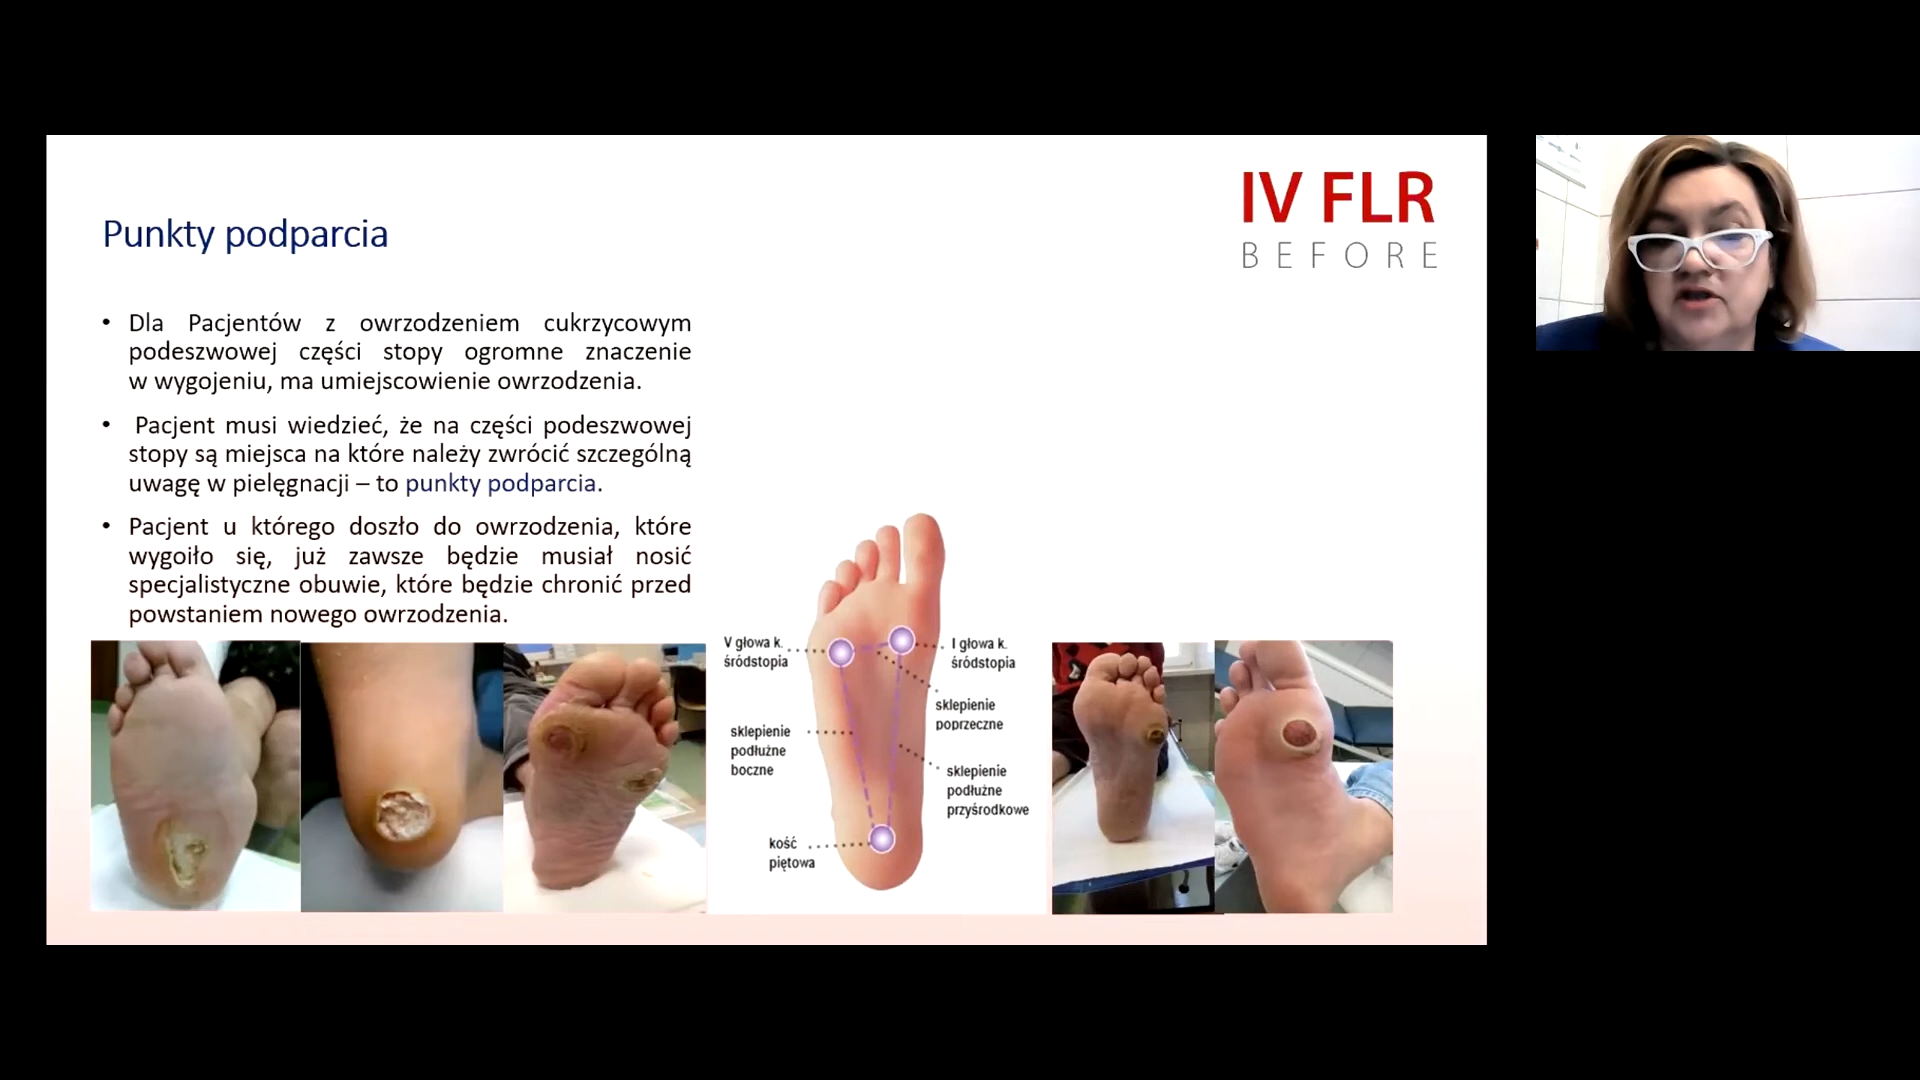 IV FLR
BEFORE
Punkty podparcia
• Dla Pacjentów z owrzodzeniem cukrzycowym
podeszwowej części stopy ogromne znaczenie
w wygojeniu, ma umiejscowienie owrzodzenia.
• Pacjent musi wiedzieć, że na części podeszwowej
stopy są miejsca na które należy zwrócić szczególną
uwagę w pielęgnacji – to punkty podparcia.
• Pacjent u którego doszło do owrzodzenia, które
wygoiło się, już zawsze będzie musiał nosić
specjalistyczne obuwie, które będzie chronić przed
powstaniem nowego owrzodzenia.
V głowa k.
śródstopia
I głowa k.
śródstopia
sklepienie
poprzeczne
sklepienie
podłużne
boczne
sklepienie
podłużne
przyśrodkowe
kość
piętowa